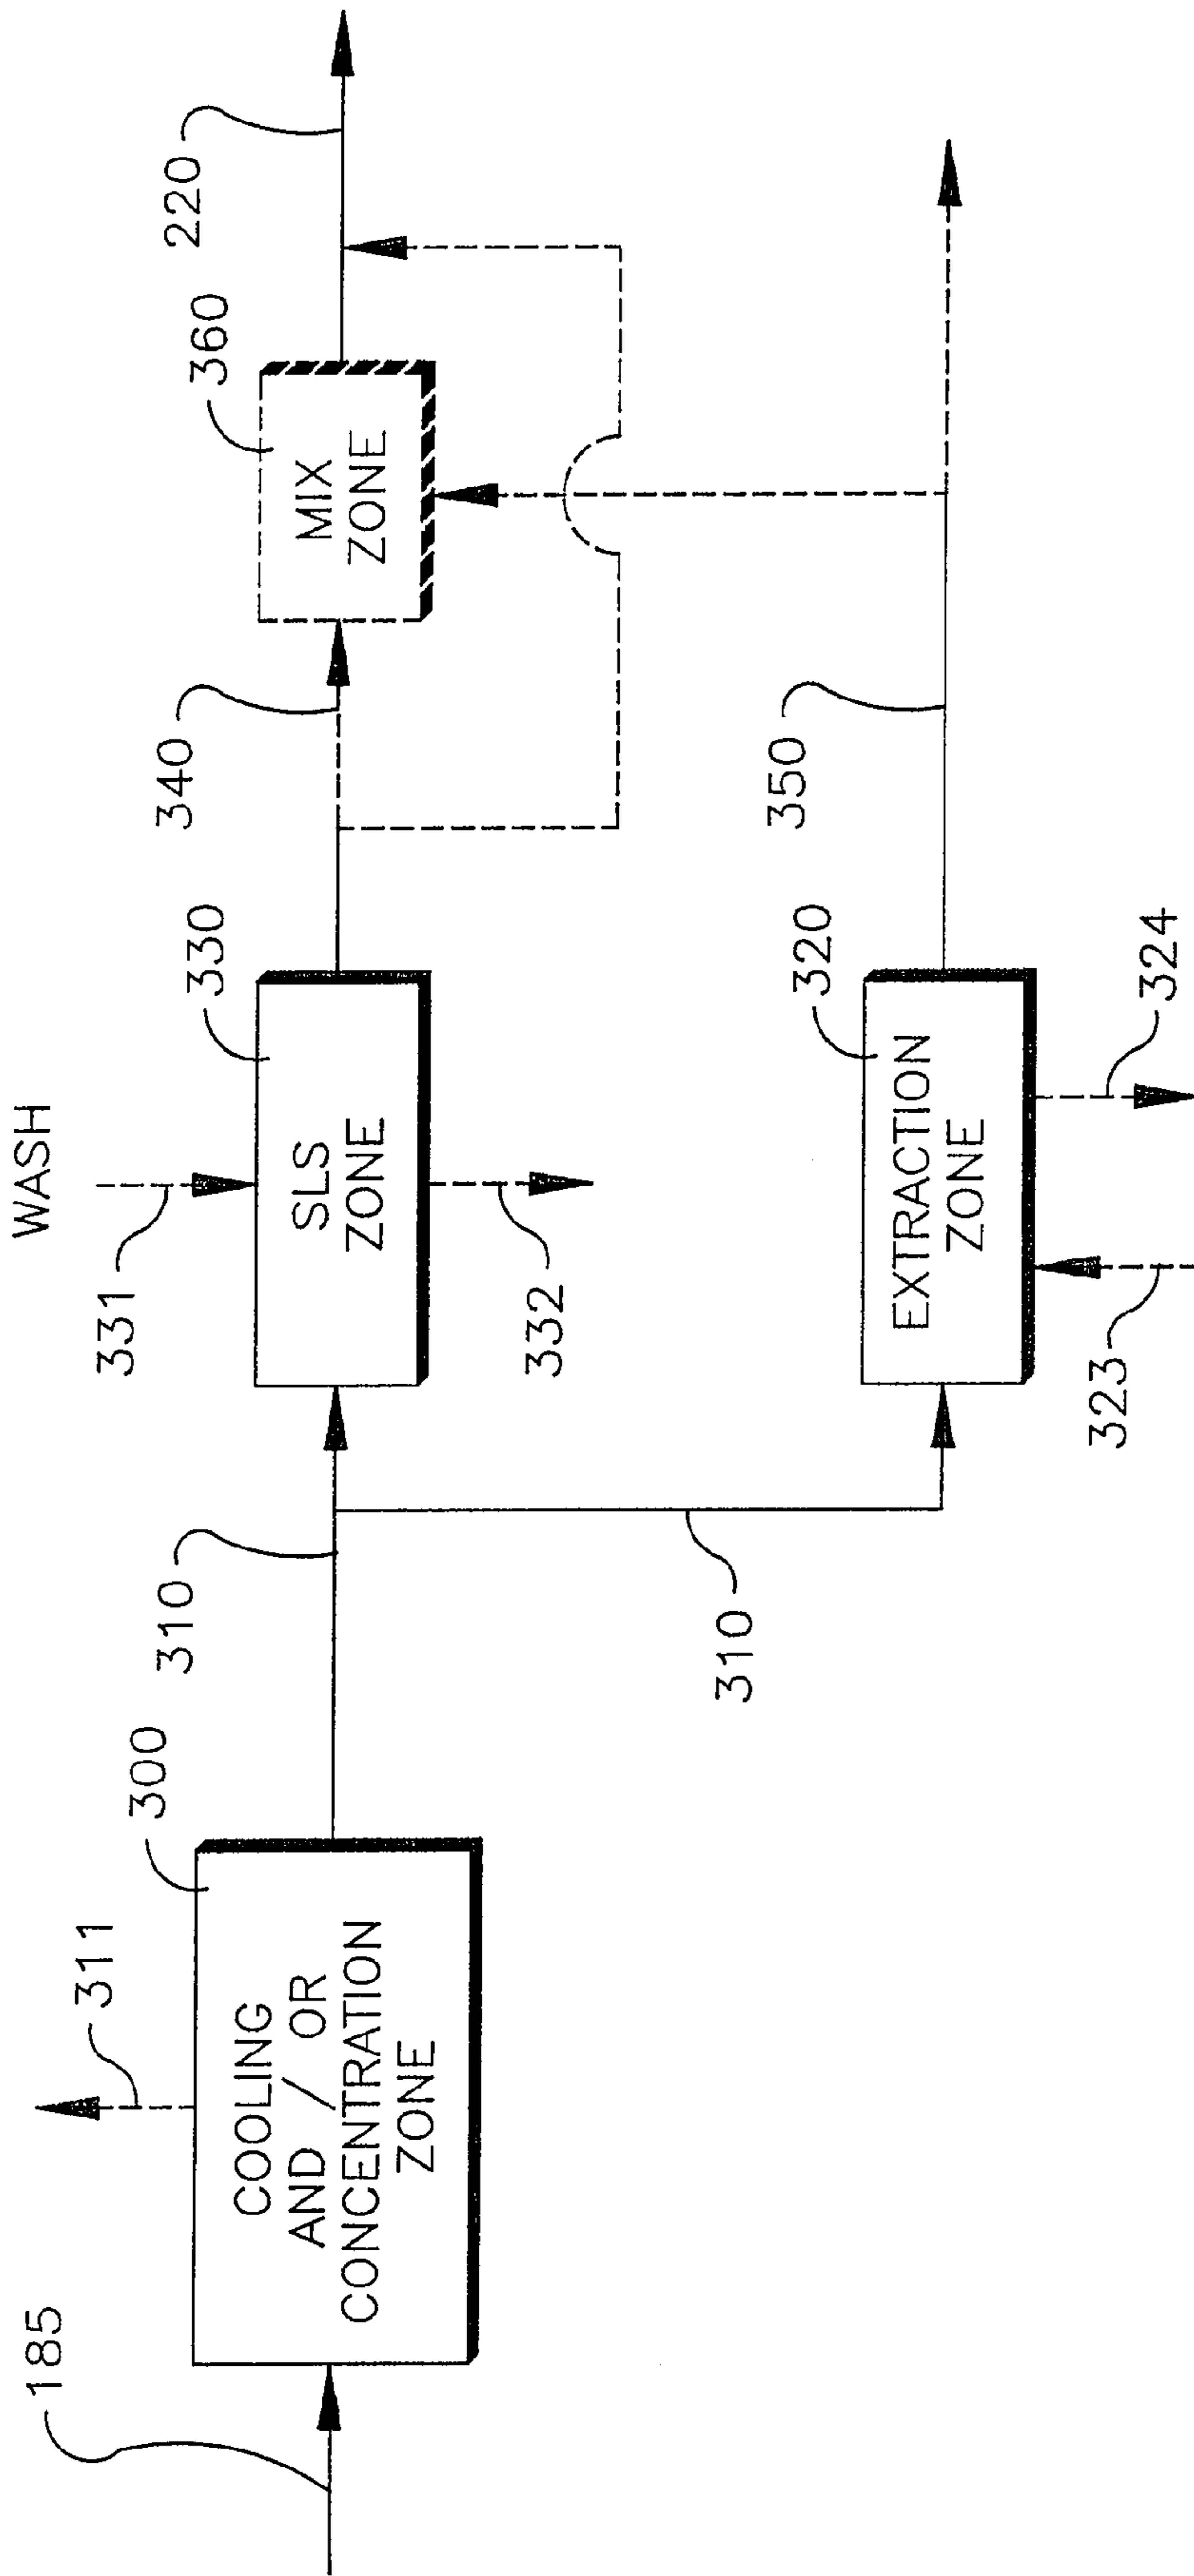 185
311
300
COOLING
AND / OR
CONCENTRATION
ZONE
310
310
WASH
331
330
SLS
ZONE
332
340
360
MIX
ZONE
220
320
EXTRACTION
ZONE
323
324
350